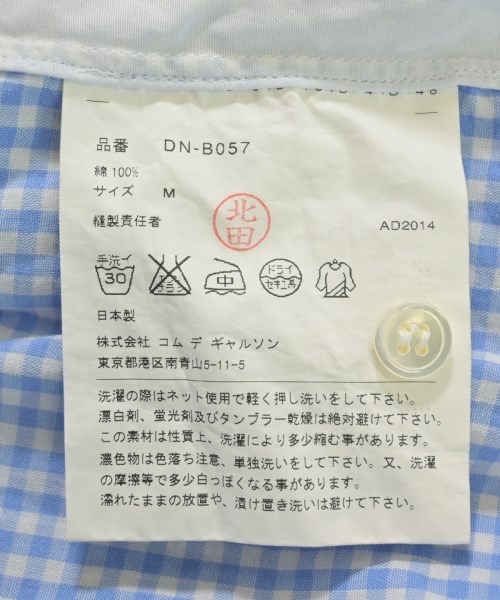 品番 DN-B057
綿 100%
サイズ M
縫製責任者 北田 AD2014
手洗イ
30
エンソ サラシ
中
ドライ
セキユ系
日本製
株式会社 コム デ ギャルソン
東京都港区南青山5-11-5
洗濯の際はネット使用で軽く押し洗いをして下さい。
漂白剤、蛍光剤及びタンブラー乾燥は絶対避けて下さい。
この素材は性質上、洗濯により多少縮む事があります。
濃色物は色落ち注意、単独洗いをして下さい。又、洗濯
の摩擦等で多少白っぽくなる事があります。
濡れたままの放置や、漬け置き洗いは避けて下さい。